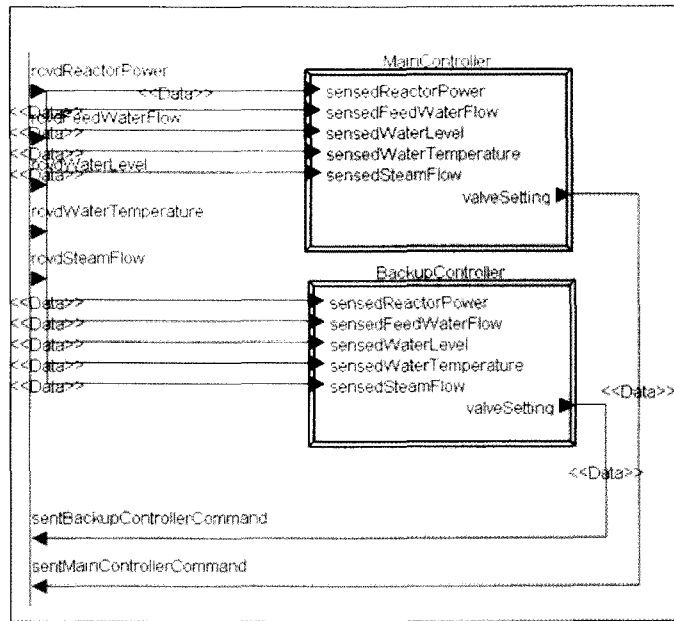 MainController
rcvdReactorPower
<<Data>>
sensedReactorPower
<<Data>>
rcvdFeedWaterFlow
sensedFeedWaterFlow
<<Data>>
sensedWaterLevel
<<Data>>
sensedWaterTemperature
rcvdWaterLevel
<<Data>>
sensedSteamFlow
valveSetting
rcvdWaterTemperature
rcvdSteamFlow
BackupController
<<Data>>
sensedReactorPower
<<Data>>
sensedFeedWaterFlow
<<Data>>
sensedWaterLevel
<<Data>>
sensedWaterTemperature
<<Data>>
sensedSteamFlow
<<Data>>
valveSetting
<<Data>>
sentBackupControllerCommand
sentMainControllerCommand